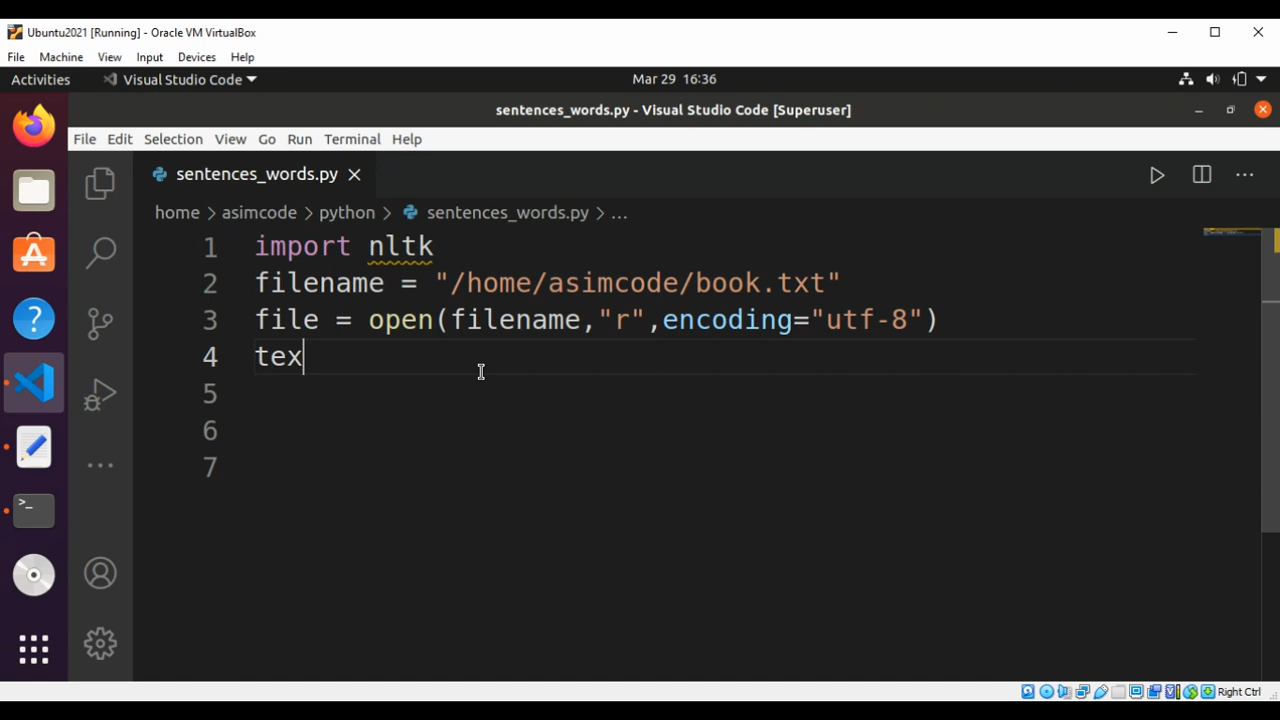 Ubuntu2021 [Running] - Oracle VM VirtualBox
File Machine View Input Devices Help
Activities Visual Studio Code Mar 29 16:36
sentences_words.py - Visual Studio Code [Superuser]
File Edit Selection View Go Run Terminal Help
sentences_words.py
home > asimcode > python > sentences_words.py > ...
1 import nltk
2 filename = "/home/asimcode/book.txt"
3 file = open(filename,"r",encoding="utf-8")
4 tex
5
6
7
Right Ctrl